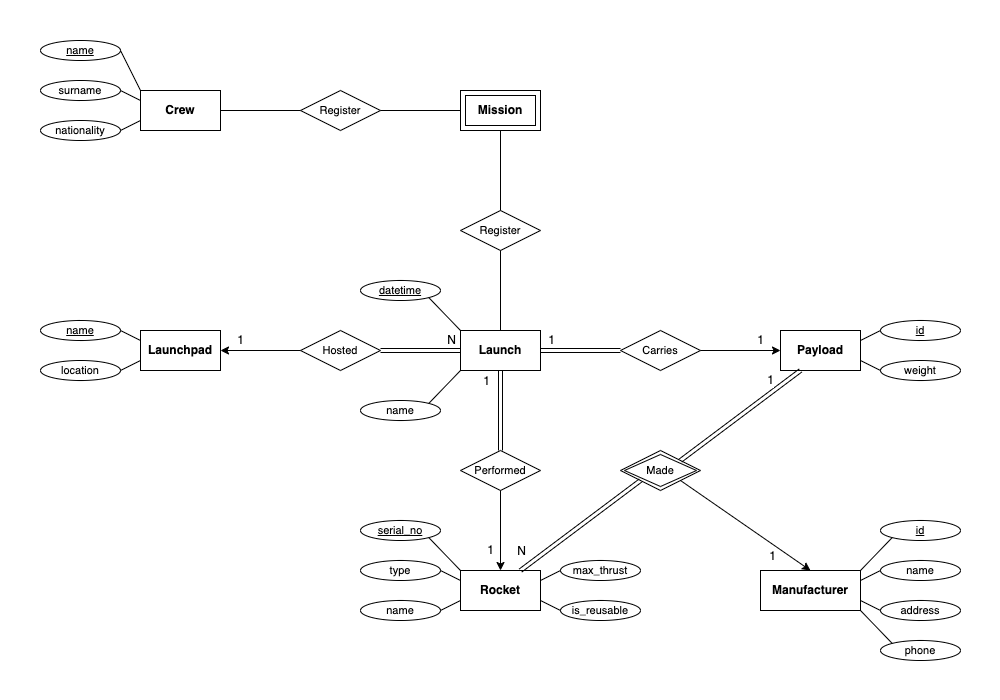 name
surname
nationality
Crew
Register
Mission
Register
datetime
name
location
Launchpad
1
Hosted
N
Launch
1
Carries
1
Payload
id
weight
name
1
1
Performed
Made
serial_no
type
name
1
N
Rocket
max_thrust
is_reusable
1
Manufacturer
id
name
address
phone